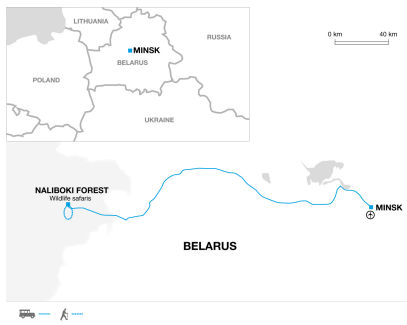 LITHUANIA
RUSSIA
0 km 40 km
MINSK
BELARUS
POLAND
UKRAINE
NALIBOKI FOREST
Wildlife safaris
MINSK
BELARUS